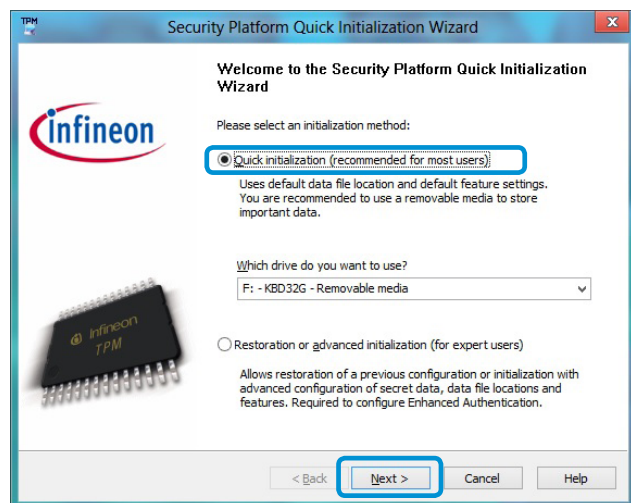 TPM
Security Platform Quick Initialization Wizard
x
Welcome to the Security Platform Quick Initialization
Wizard
infineon
Please select an initialization method:
Quick initialization (recommended for most users)
Uses default data file location and default feature settings.
You are recommended to use a removable media to store
important data.
Which drive do you want to use?
F: - KBD32G - Removable media
infineon
TPM
Restoration or advanced initialization (for expert users)
Allows restoration of a previous configuration or initialization with
advanced configuration of secret data, data file locations and
features. Required to configure Enhanced Authentication.
< Back
Next >
Cancel
Help